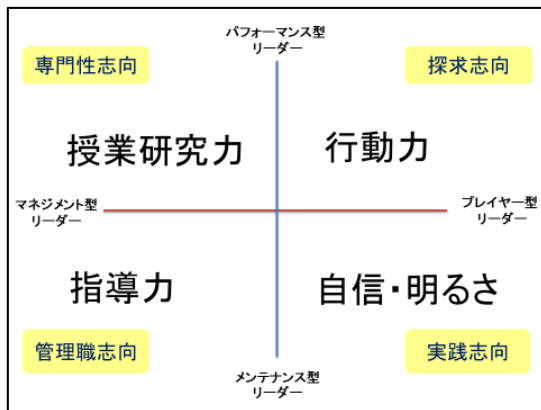 パフォーマンス型
リーダー
専門性志向
探求志向
授業研究力
行動力
マネジメント型
リーダー
プレイヤー型
リーダー
指導力
自信・明るさ
管理職志向
実践志向
メンテナンス型
リーダー